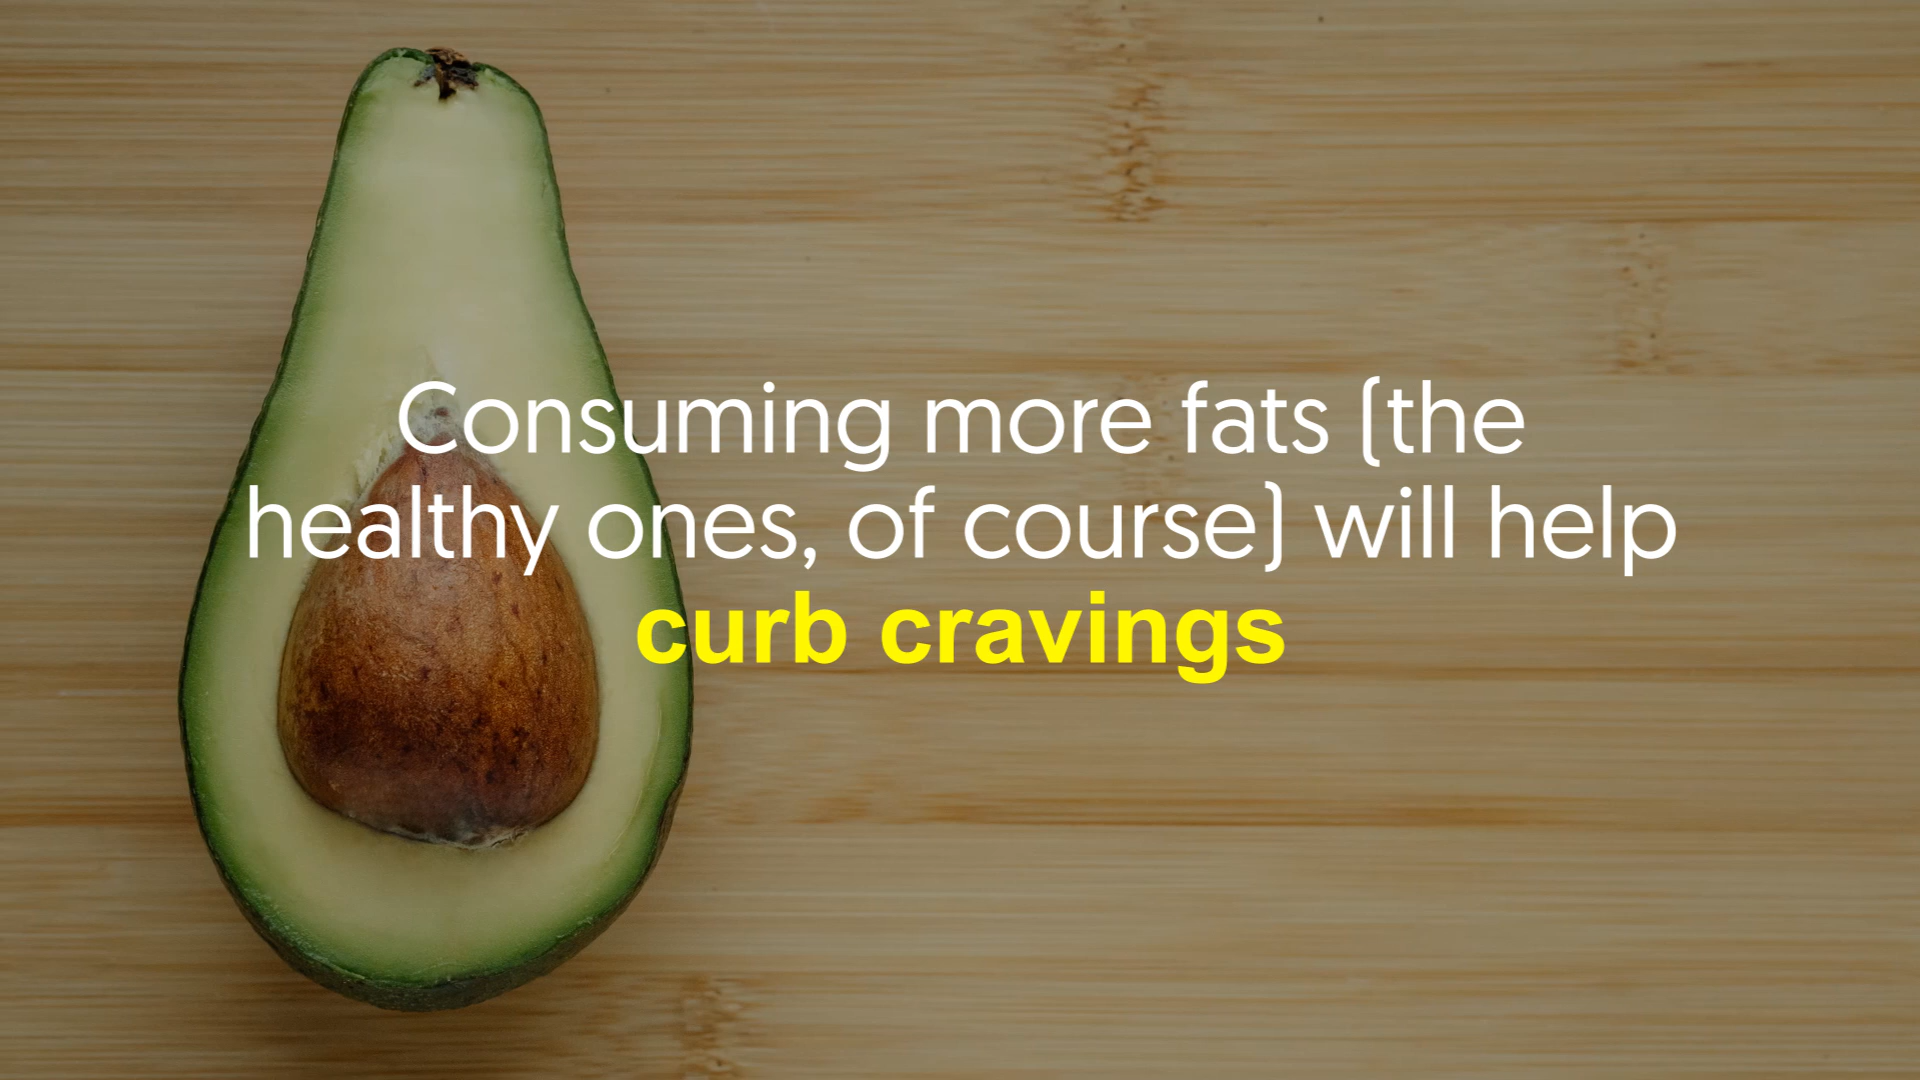 Consuming more fats (the
healthy ones, of course) will help
curb cravings